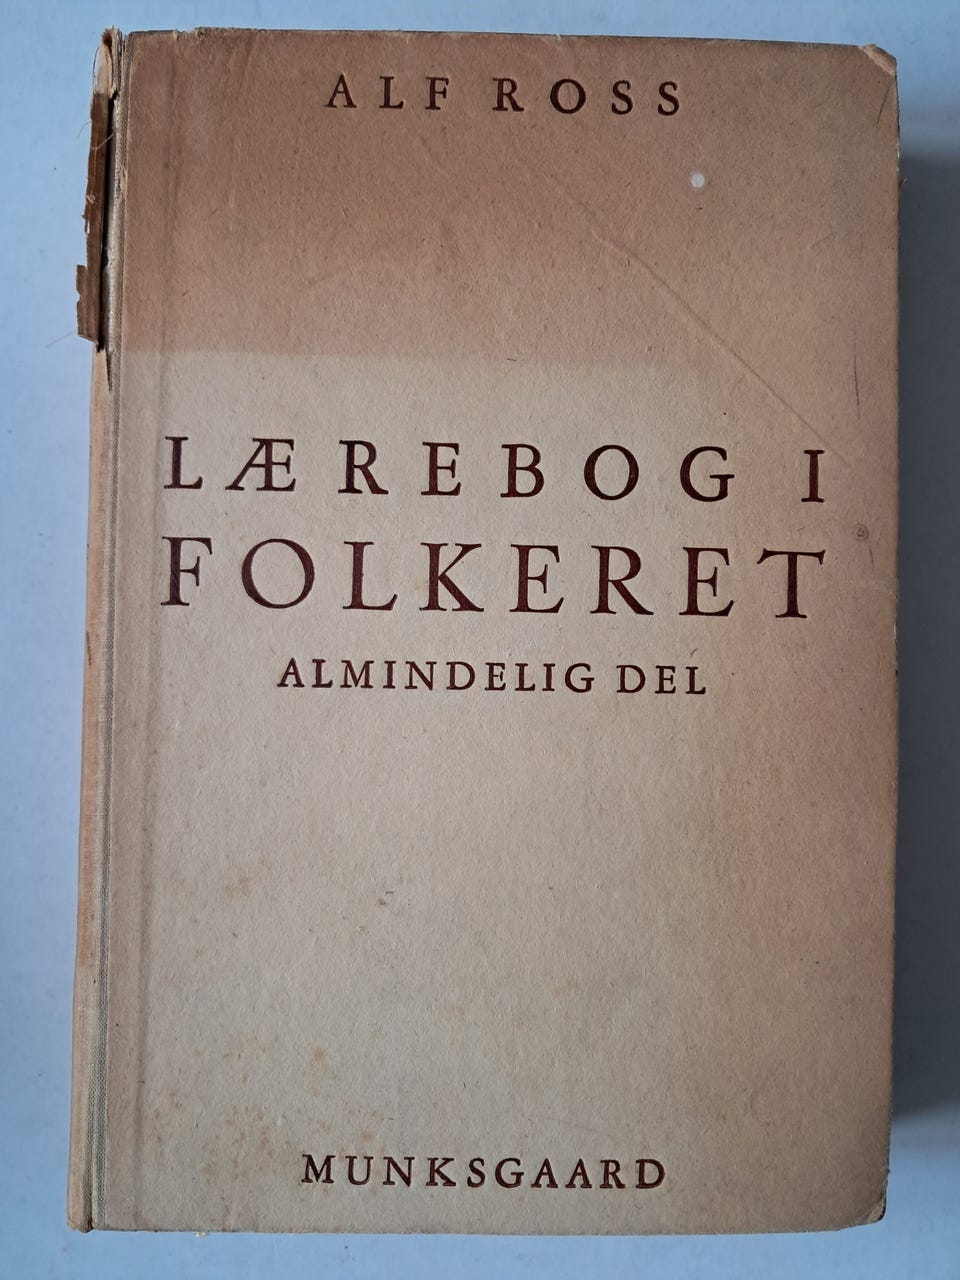 ALF ROSS
LÆREBOG I
FOLKERET
ALMINDELIG DEL
MUNKSGAARD